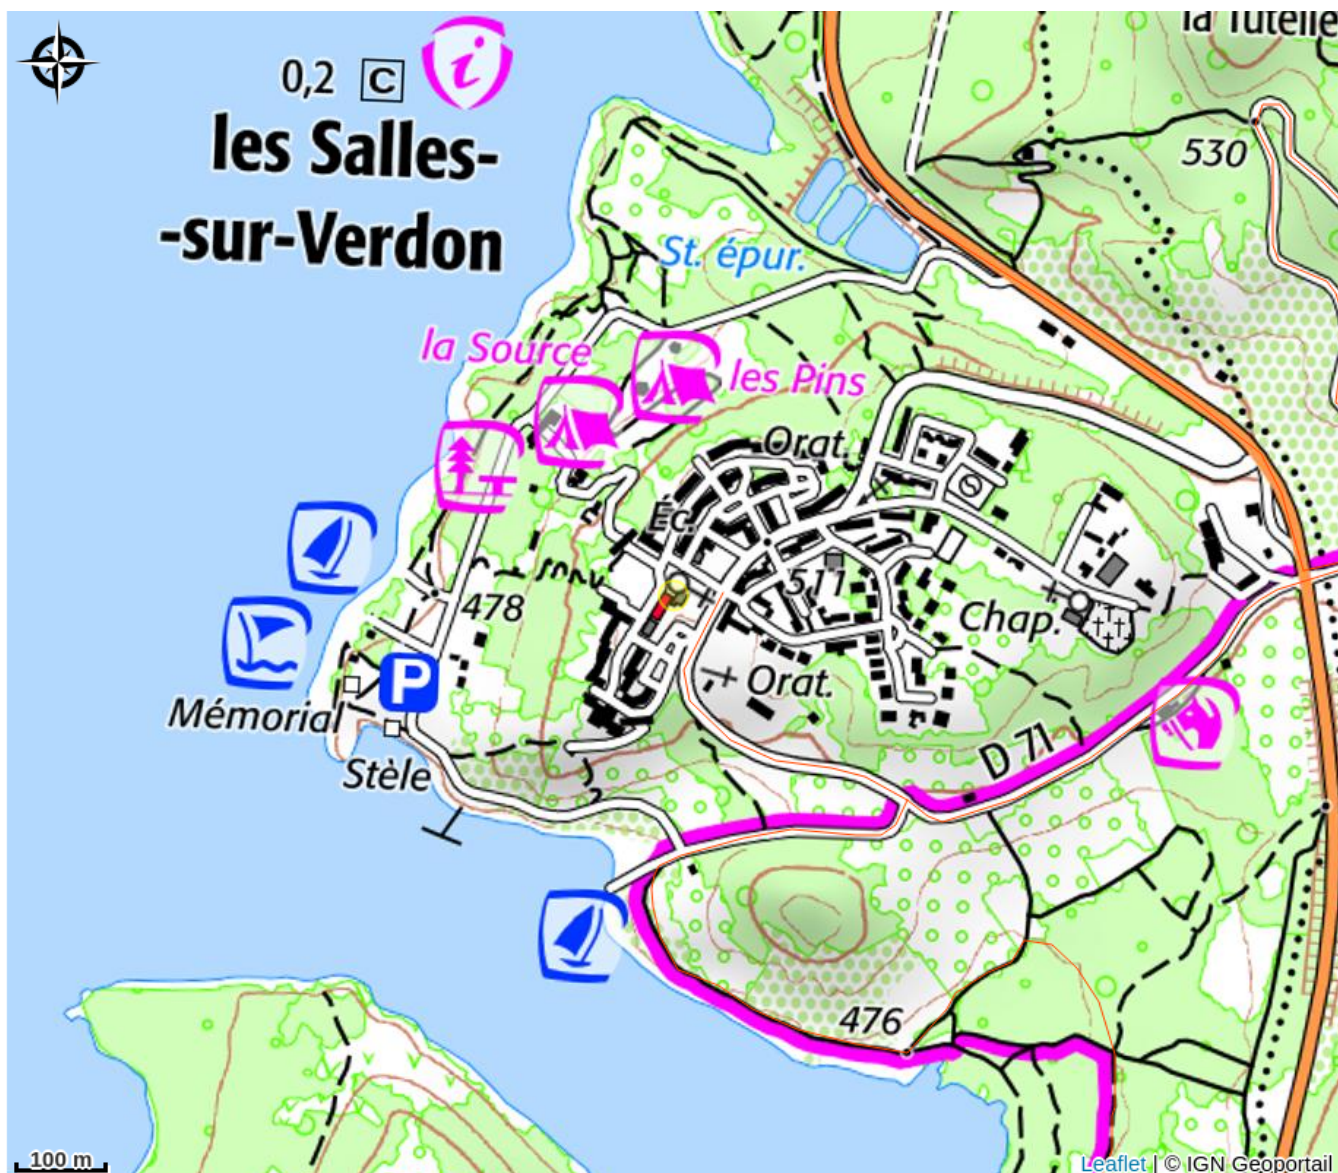 la Tutelle
0,2 C i
les Salles-
-sur-Verdon
530
St. épur.
la Source
les Pins
Orat.
Éc.
511
478
Chap.
P
Orat.
Mémorial
D 71
Stèle
476
100 m
Leaflet | © IGN Geoportail